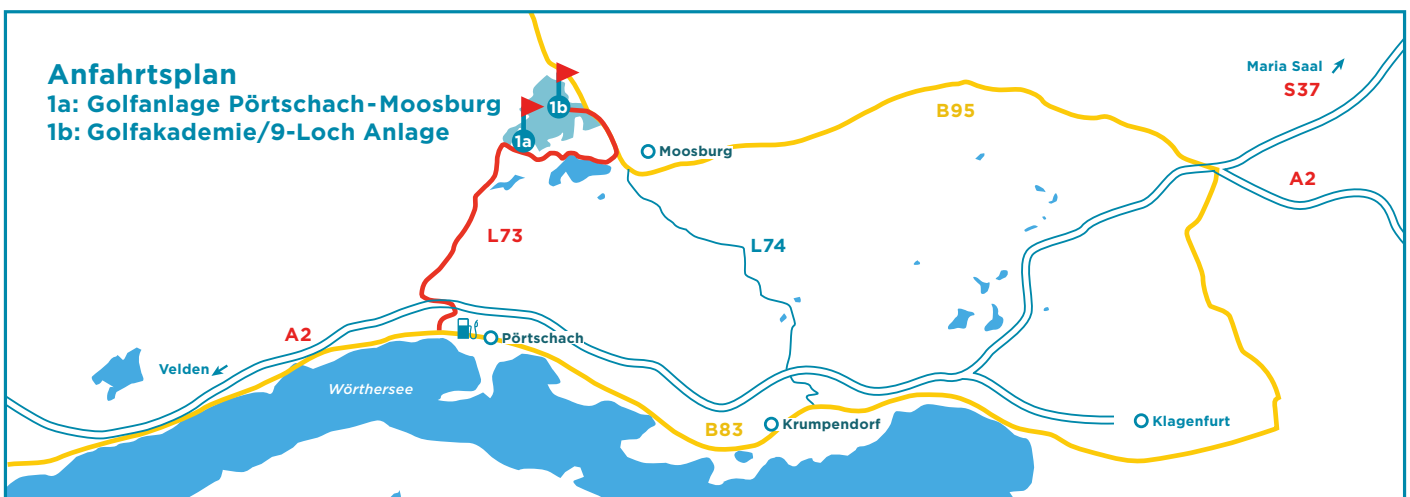 Anfahrtsplan
1a: Golfanlage Pörtschach-Moosburg
1b: Golfakademie/9-Loch Anlage
Maria Saal
S37
B95
1b
1a
Moosburg
A2
L73
L74
A2
Pörtschach
Velden
Wörthersee
B83
Krumpendorf
Klagenfurt